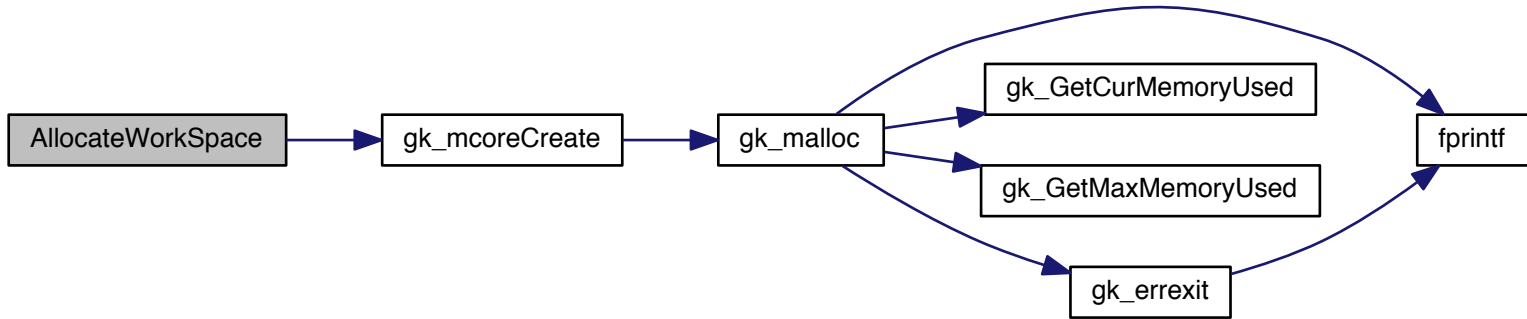 AllocateWorkSpace
gk_mcoreCreate
gk_malloc
gk_GetCurMemoryUsed
gk_GetMaxMemoryUsed
gk_errexit
fprintf